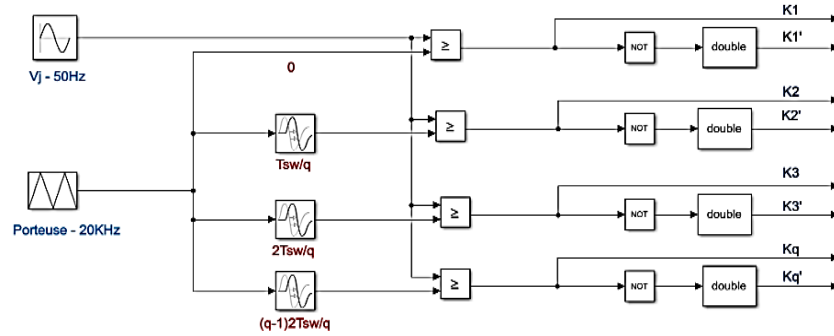 K1
Vj - 50Hz
≥
NOT
double
K1'
0
K2
≥
NOT
double
K2'
Tsw/q
K3
Porteuse - 20KHz
≥
NOT
double
K3'
2Tsw/q
Kq
≥
NOT
double
Kq'
(q-1)2Tsw/q